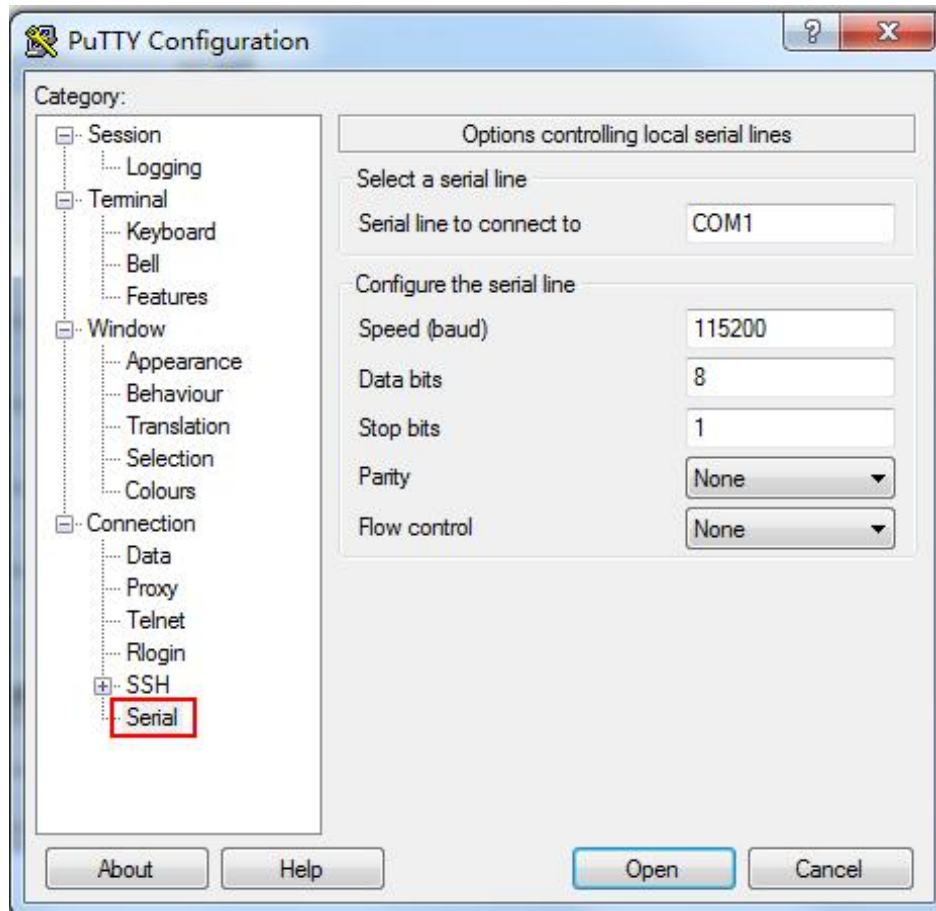 PuTTY Configuration
?
X
Category:
Session
Logging
Terminal
Keyboard
Bell
Features
Window
Appearance
Behaviour
Translation
Selection
Colours
Connection
Data
Proxy
Telnet
Rlogin
SSH
Serial
Options controlling local serial lines
Select a serial line
Serial line to connect to COM1
Configure the serial line
Speed (baud) 115200
Data bits 8
Stop bits 1
Parity None
Flow control None
About Help Open Cancel